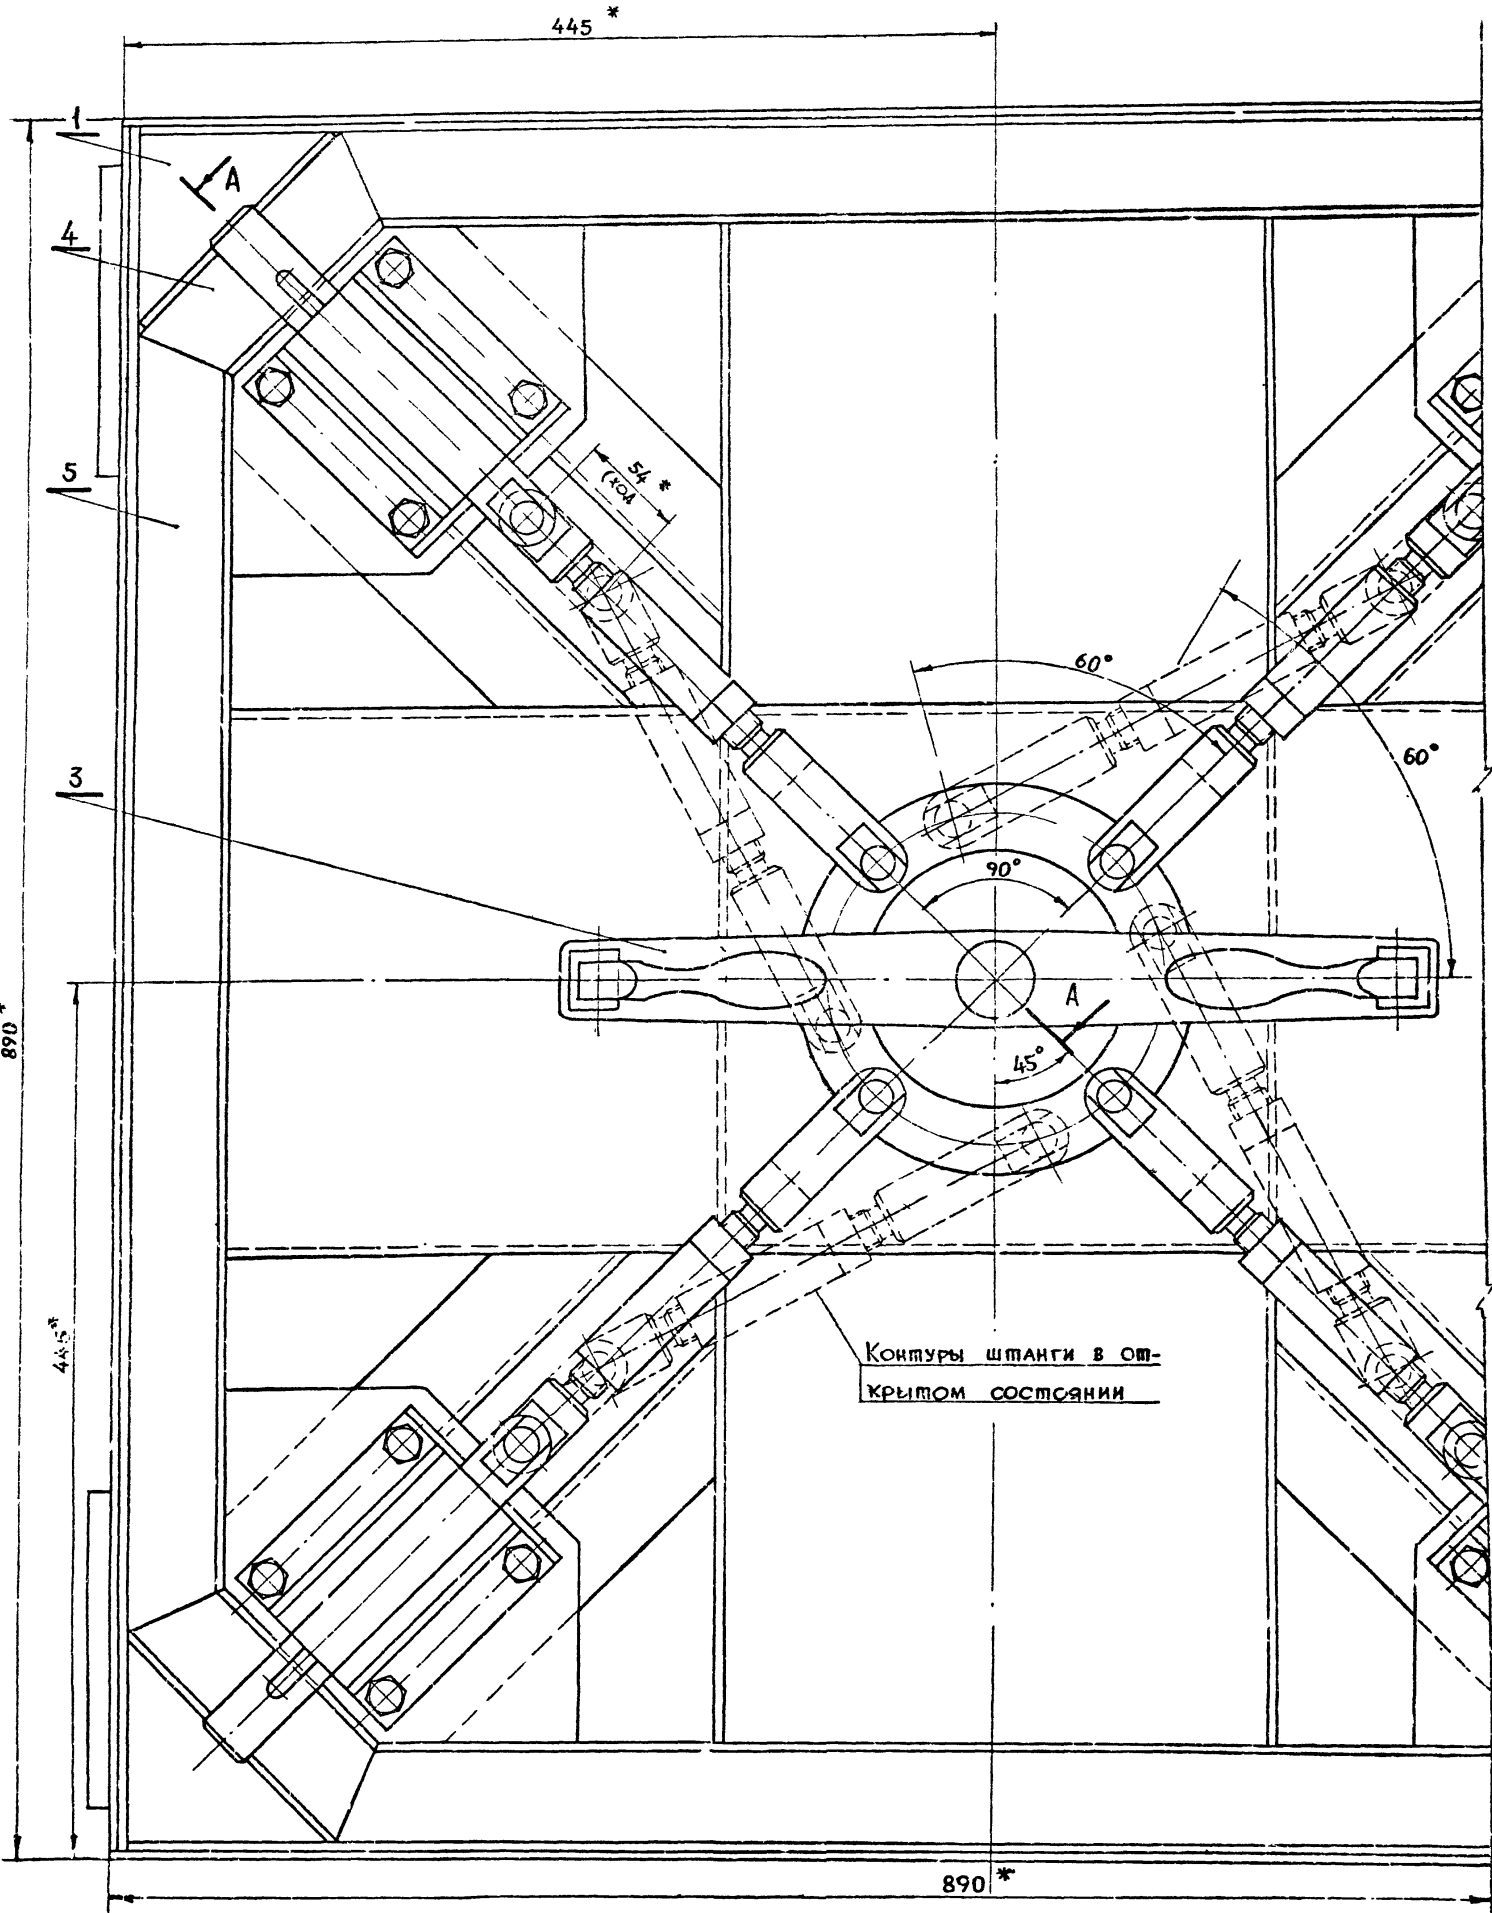 445*
1
А
4
5
54*
(ход
60°
60°
3
90°
А
45°
890*
445*
Контуры штанги в от-
крытом состоянии
890*